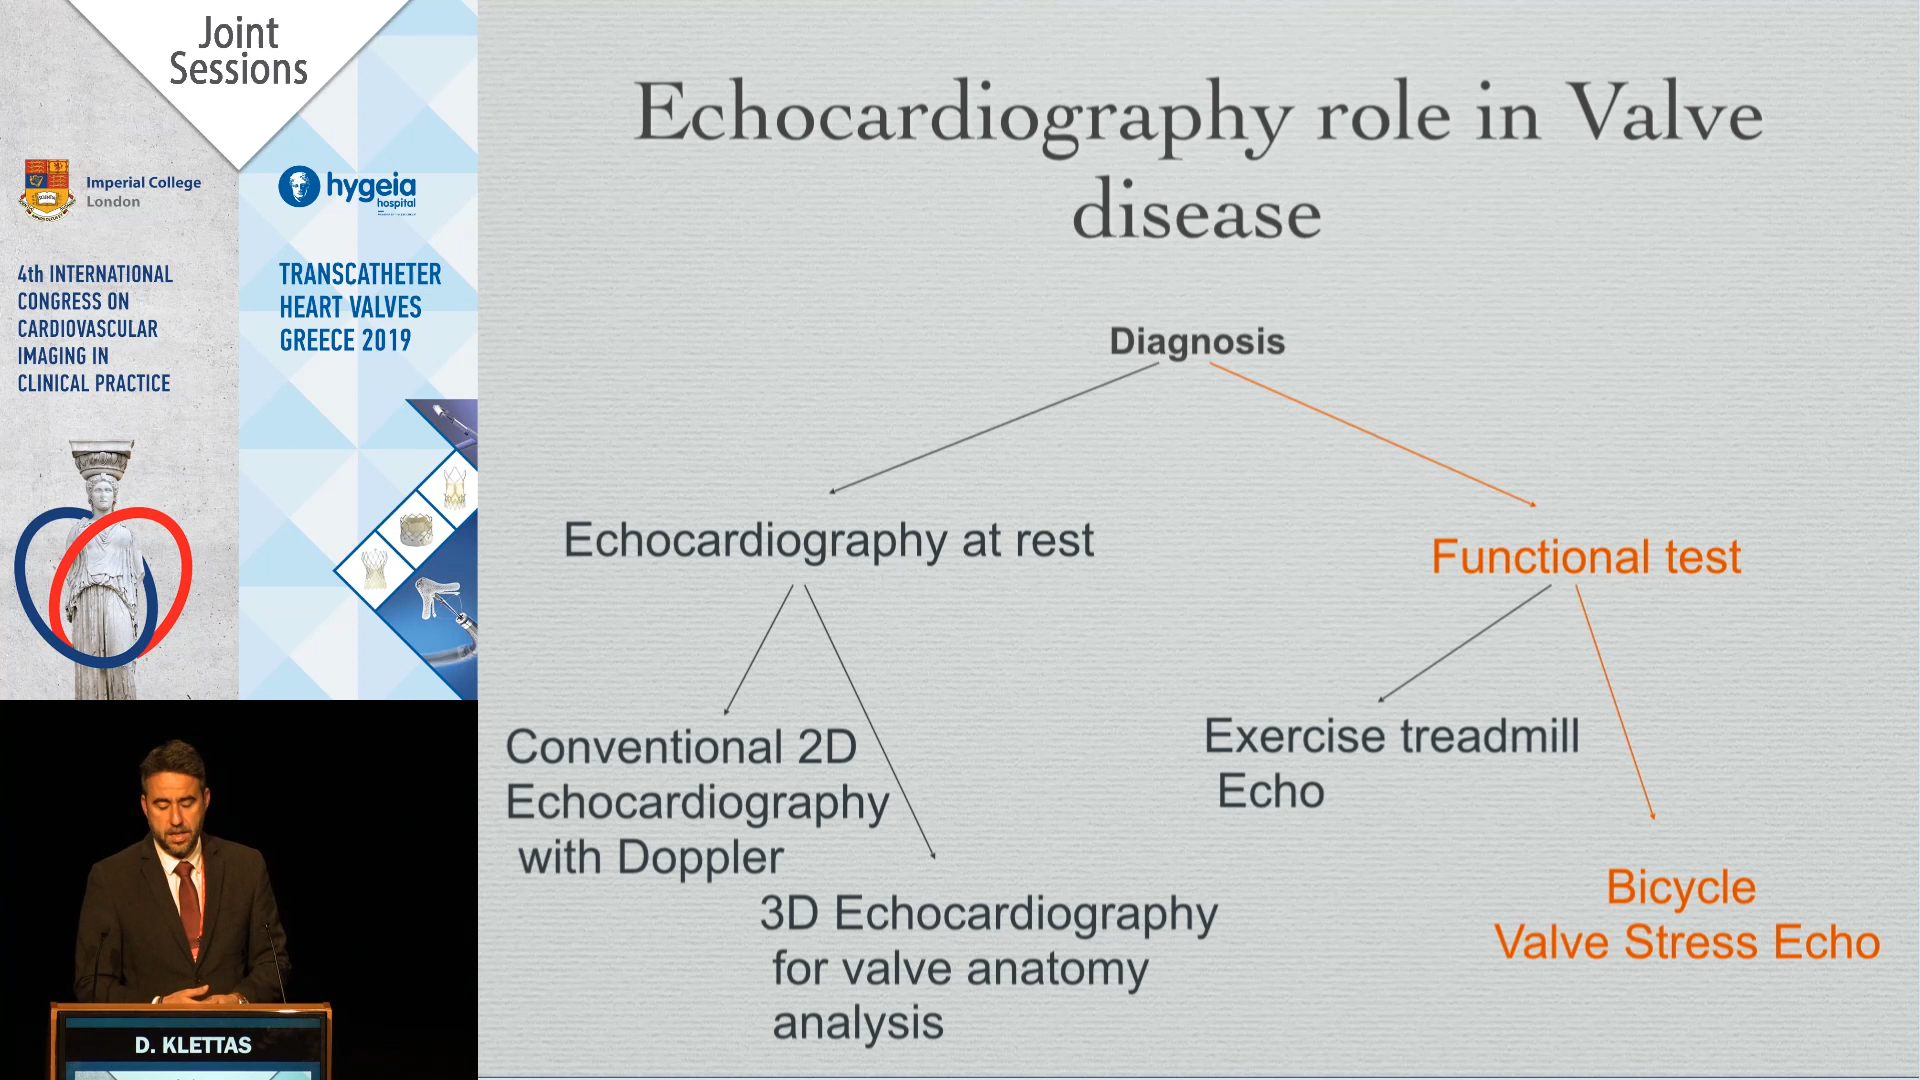 Joint
Sessions
Imperial College
London
hygeia
hospital
4th INTERNATIONAL
CONGRESS ON
CARDIOVASCULAR
IMAGING IN
CLINICAL PRACTICE
TRANSCATHETER
HEART VALVES
GREECE 2019
D. KLETTAS
Echocardiography role in Valve
disease
Diagnosis
Echocardiography at rest
Functional test
Conventional 2D
Echocardiography
with Doppler
3D Echocardiography
for valve anatomy
analysis
Exercise treadmill
Echo
Bicycle
Valve Stress Echo